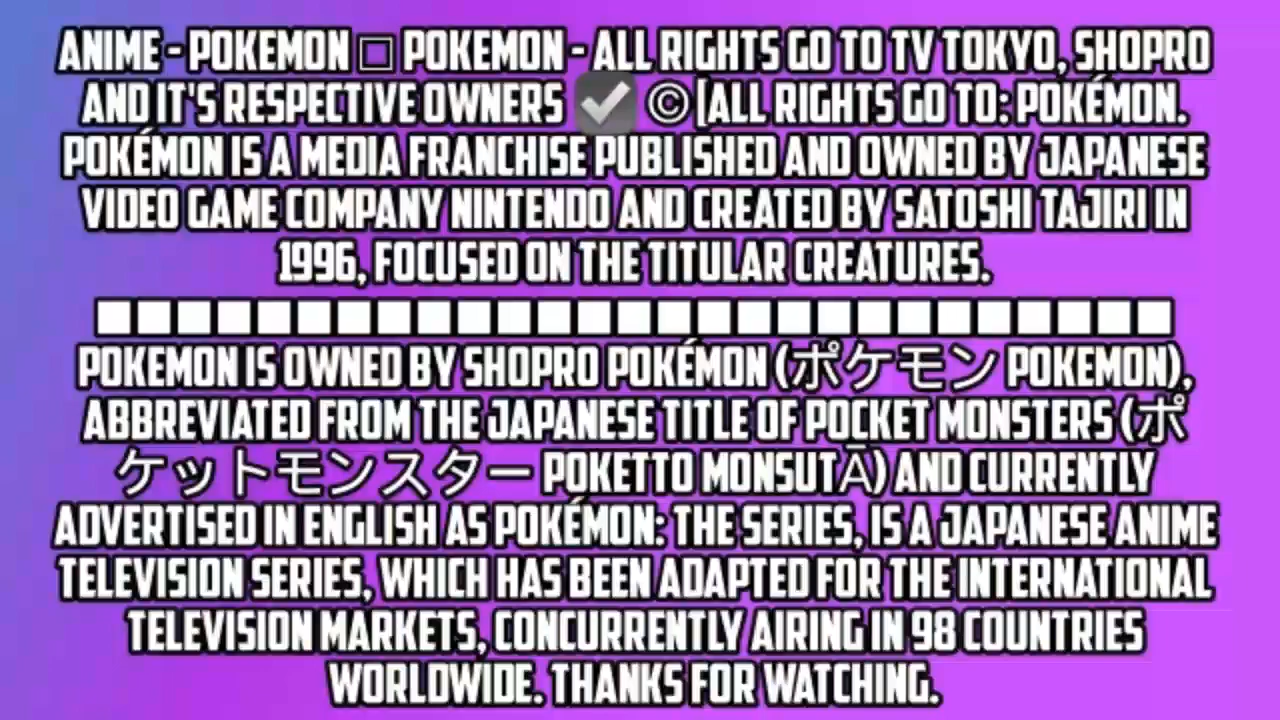 ANIME - POKEMON □ POKEMON - ALL RIGHTS GO TO TV TOKYO, SHOPRO
AND IT'S RESPECTIVE OWNERS ✔ © [ALL RIGHTS GO TO: POKÉMON.
POKÉMON IS A MEDIA FRANCHISE PUBLISHED AND OWNED BY JAPANESE
VIDEO GAME COMPANY NINTENDO AND CREATED BY SATOSHI TAJIRI IN
1996, FOCUSED ON THE TITULAR CREATURES.
■■■■■■■■■■■■■■■■■■■■■■■■■■■
POKEMON IS OWNED BY SHOPRO POKÉMON (ポケモン POKEMON),
ABBREVIATED FROM THE JAPANESE TITLE OF POCKET MONSTERS (ポ
ケットモンスター POKETTO MONSUTĀ) AND CURRENTLY
ADVERTISED IN ENGLISH AS POKÉMON: THE SERIES, IS A JAPANESE ANIME
TELEVISION SERIES, WHICH HAS BEEN ADAPTED FOR THE INTERNATIONAL
TELEVISION MARKETS, CONCURRENTLY AIRING IN 98 COUNTRIES
WORLDWIDE. THANKS FOR WATCHING.